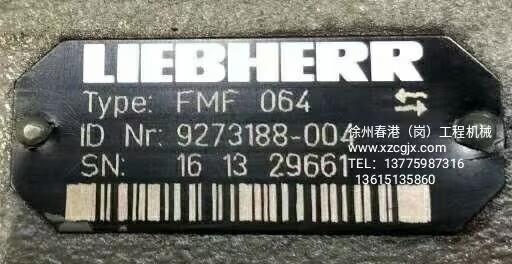 LIEBHERR
Type: FMF 064
ID Nr: 9273188-004
SN: 16 13 29661
徐州春港（岗）工程机械
www.xzcgjx.com
TEL: 13775987316
13615135860